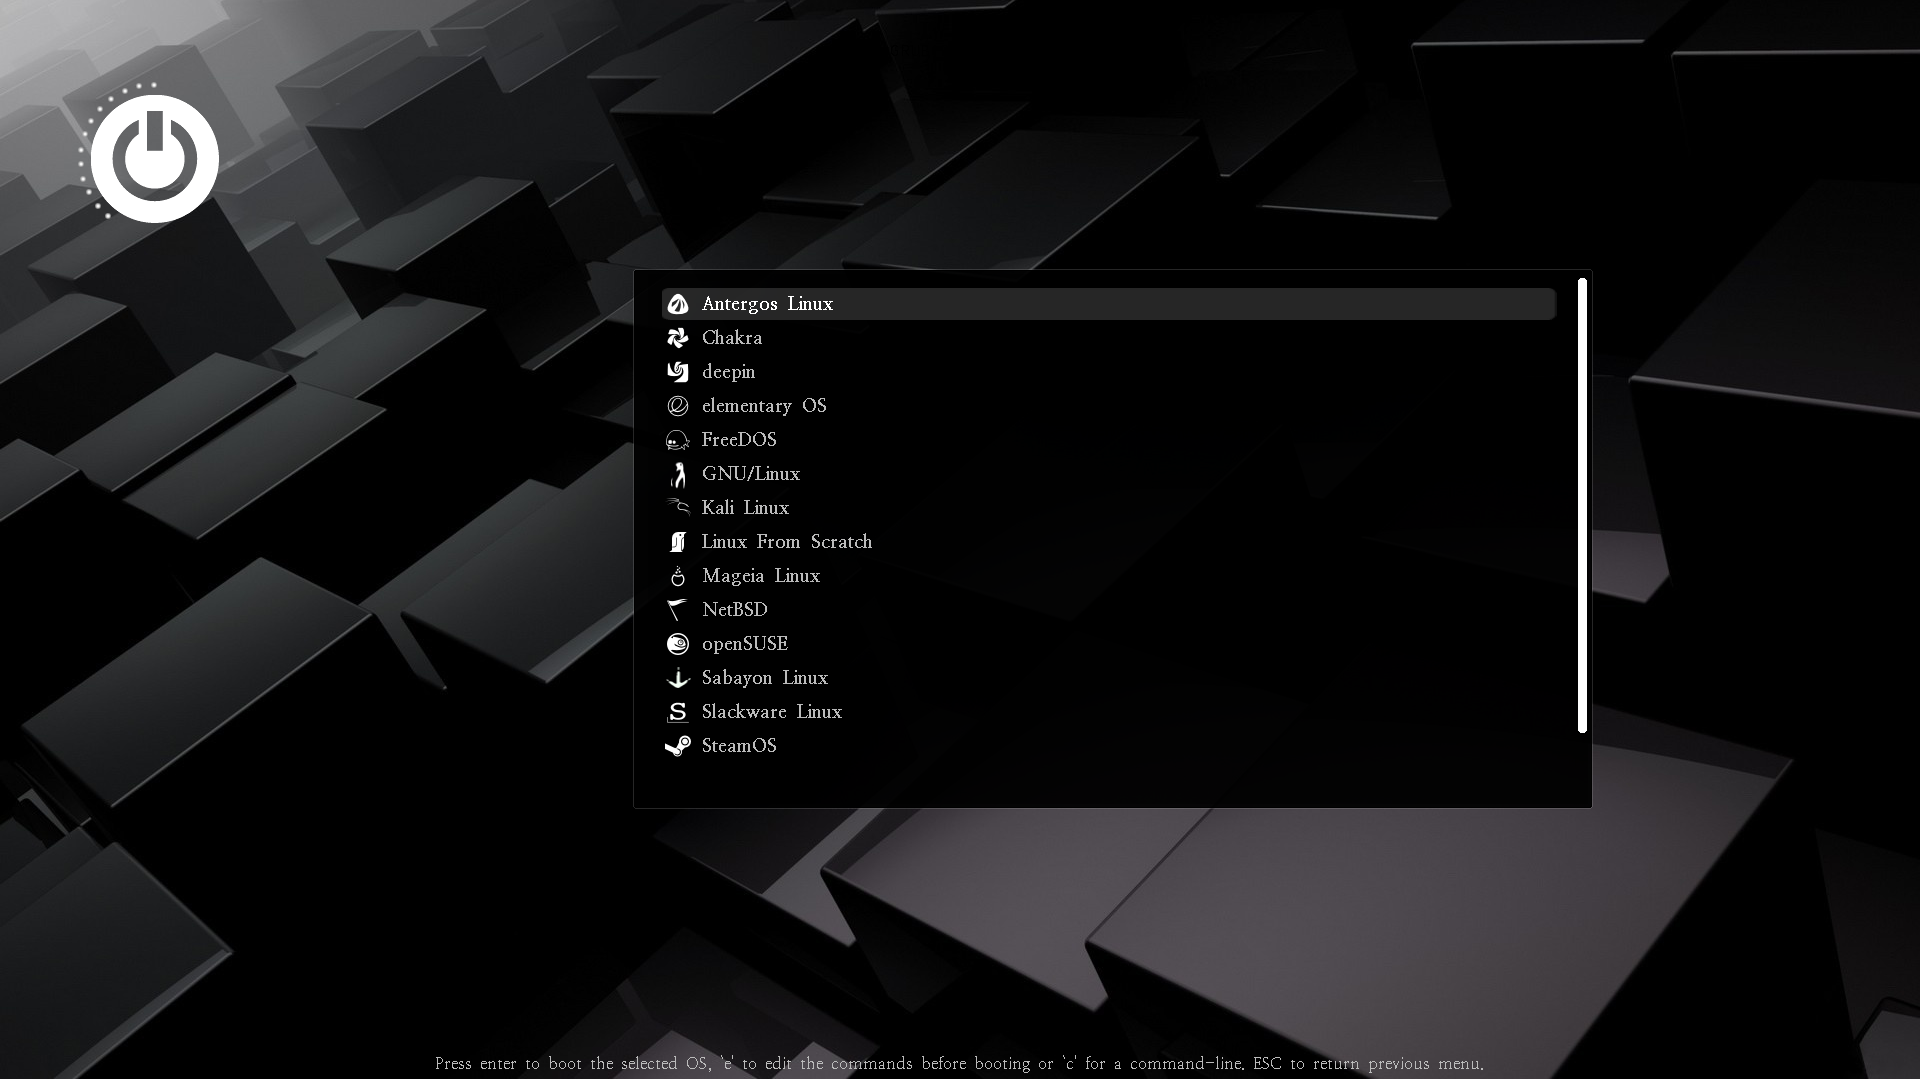 Antergos Linux
Chakra
deepin
elementary OS
FreeDOS
GNU/Linux
Kali Linux
Linux From Scratch
Mageia Linux
NetBSD
openSUSE
Sabayon Linux
Slackware Linux
SteamOS
Press enter to boot the selected OS, `e' to edit the commands before booting or `c' for a command-line. ESC to return previous menu.